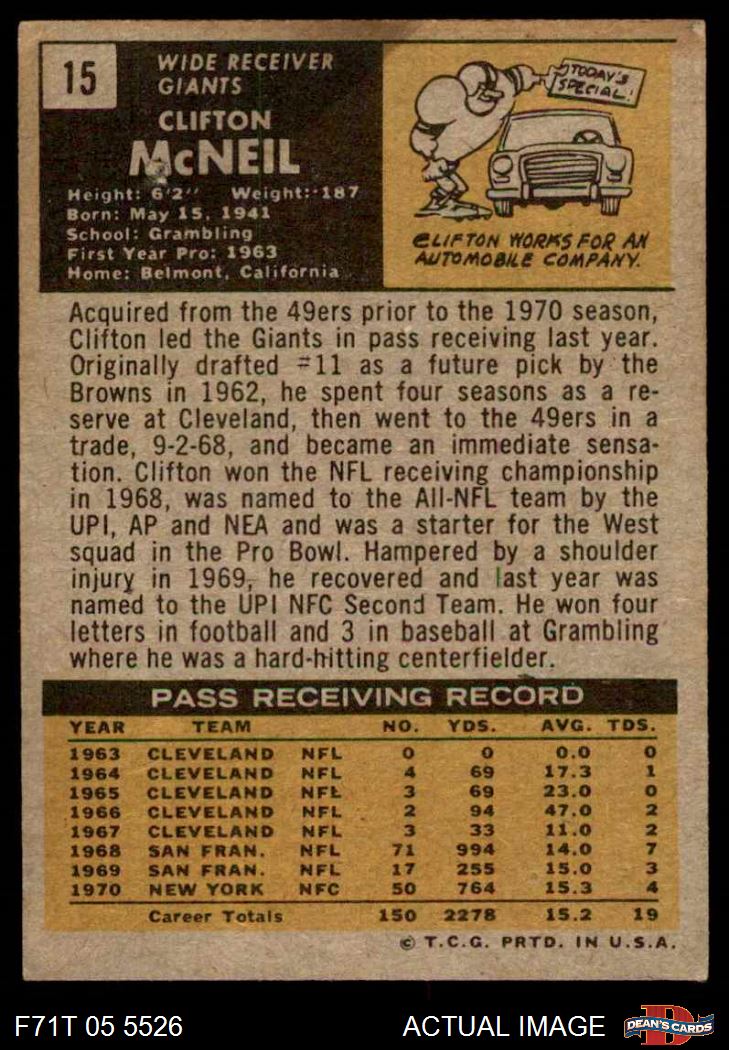 15
WIDE RECEIVER
GIANTS
CLIFTON
McNEIL
Height: 6'2" Weight: 187
Born: May 15, 1941
School: Grambling
First Year Pro: 1963
Home: Belmont, California
TODAY'S
SPECIAL!
CLIFTON WORKS FOR AN
AUTOMOBILE COMPANY.
Acquired from the 49ers prior to the 1970 season,
Clifton led the Giants in pass receiving last year.
Originally drafted #11 as a future pick by the
Browns in 1962, he spent four seasons as a re-
serve at Cleveland, then went to the 49ers in a
trade, 9-2-68, and became an immediate sensa-
tion. Clifton won the NFL receiving championship
in 1968, was named to the All-NFL team by the
UPI, AP and NEA and was a starter for the West
squad in the Pro Bowl. Hampered by a shoulder
injury in 1969, he recovered and last year was
named to the UPI NFC Second Team. He won four
letters in football and 3 in baseball at Grambling
where he was a hard-hitting centerfielder.
PASS RECEIVING RECORD
YEAR TEAM NO. YDS. AVG. TDS.
1963 CLEVELAND NFL 0 0 0.0 0
1964 CLEVELAND NFL 4 69 17.3 1
1965 CLEVELAND NFL 3 69 23.0 0
1966 CLEVELAND NFL 2 94 47.0 2
1967 CLEVELAND NFL 3 33 11.0 2
1968 SAN FRAN. NFL 71 994 14.0 7
1969 SAN FRAN. NFL 17 255 15.0 3
1970 NEW YORK NFC 50 764 15.3 4
Career Totals 150 2278 15.2 19
© T.C.G. PRTD. IN U.S.A.
F71T 05 5526 ACTUAL IMAGE
D
DEAN'S CARDS